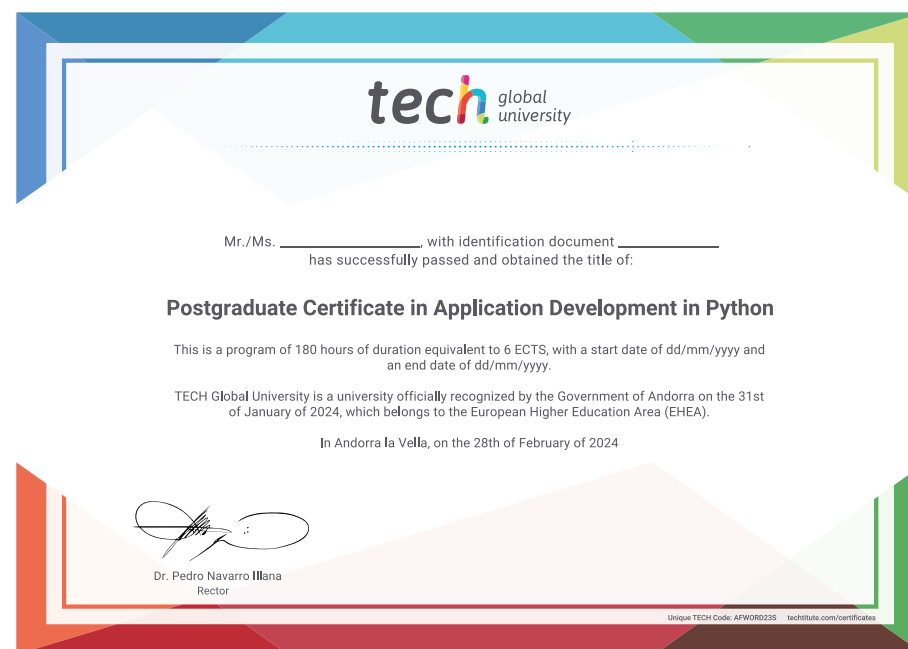 tech global university
Mr./Ms. ____________________, with identification document ______________
has successfully passed and obtained the title of:
Postgraduate Certificate in Application Development in Python
This is a program of 180 hours of duration equivalent to 6 ECTS, with a start date of dd/mm/yyyy and
an end date of dd/mm/yyyy.
TECH Global University is a university officially recognized by the Government of Andorra on the 31st
of January of 2024, which belongs to the European Higher Education Area (EHEA).
In Andorra la Vella, on the 28th of February of 2024
Dr. Pedro Navarro Illana
Rector
Unique TECH Code: AFWORD23S techtitute.com/certificates